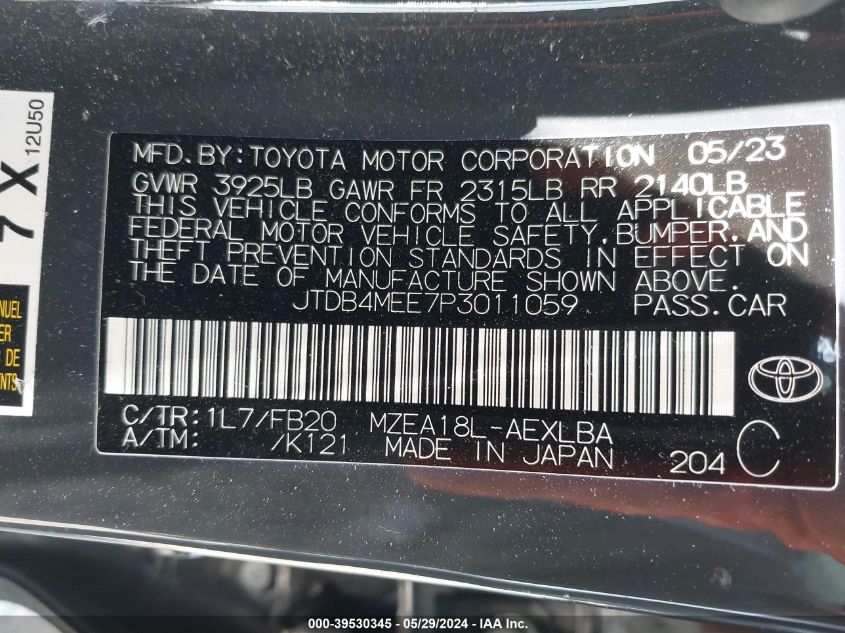 7 X 12U50
MFD.BY:TOYOTA MOTOR CORPORATION 05/23
GVWR 3925LB GAWR FR 2315LB RR 2140LB
THIS VEHICLE CONFORMS TO ALL APPLICABLE
FEDERAL MOTOR VEHICLE SAFETY,BUMPER,AND
THEFT PREVENTION STANDARDS IN EFFECT ON
THE DATE OF MANUFACTURE SHOWN ABOVE.
JTDB4MEE7P3011059 PASS.CAR
C/TR:1L7/FB20 MZEA18L-AEXLBA
A/TM: /K121 MADE IN JAPAN 204 C
DE
000-39530345 - 05/29/2024 - IAA Inc.